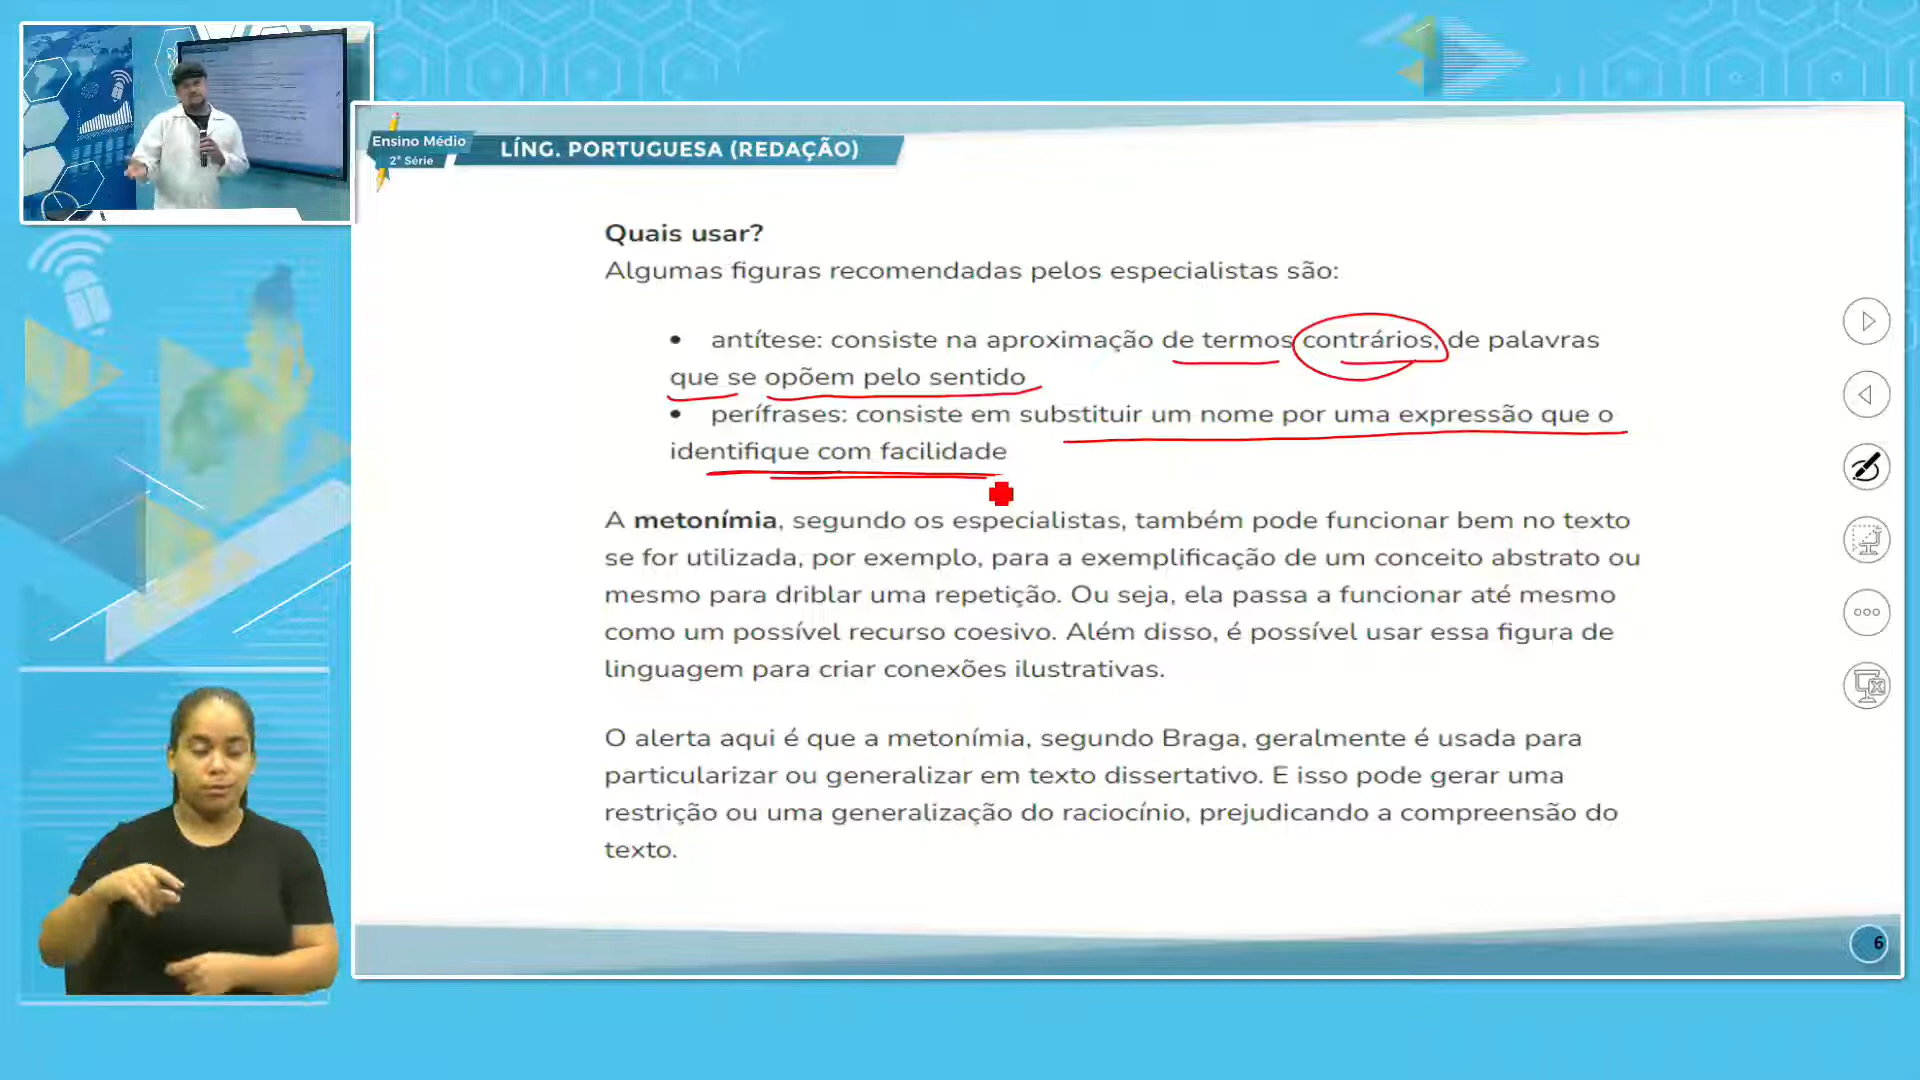 Ensino Médio
2ª Série
LÍNG. PORTUGUESA (REDAÇÃO)
Quais usar?
Algumas figuras recomendadas pelos especialistas são:
• antítese: consiste na aproximação de termos contrários, de palavras
que se opõem pelo sentido
• perífrases: consiste em substituir um nome por uma expressão que o
identifique com facilidade
A metonímia, segundo os especialistas, também pode funcionar bem no texto
se for utilizada, por exemplo, para a exemplificação de um conceito abstrato ou
mesmo para driblar uma repetição. Ou seja, ela passa a funcionar até mesmo
como um possível recurso coesivo. Além disso, é possível usar essa figura de
linguagem para criar conexões ilustrativas.
O alerta aqui é que a metonímia, segundo Braga, geralmente é usada para
particularizar ou generalizar em texto dissertativo. E isso pode gerar uma
restrição ou uma generalização do raciocínio, prejudicando a compreensão do
texto.
6